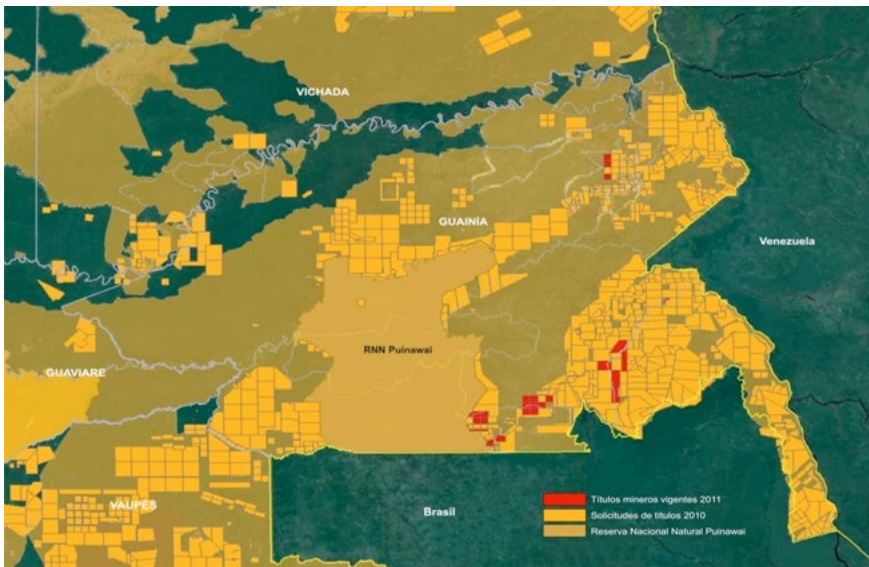 VICHADA
GUAINÍA
Venezuela
RNN Puinawai
GUAVIARE
VAUPÉS
Brasil
Títulos mineros vigentes 2011
Solicitudes de títulos 2010
Reserva Nacional Natural Puinawai